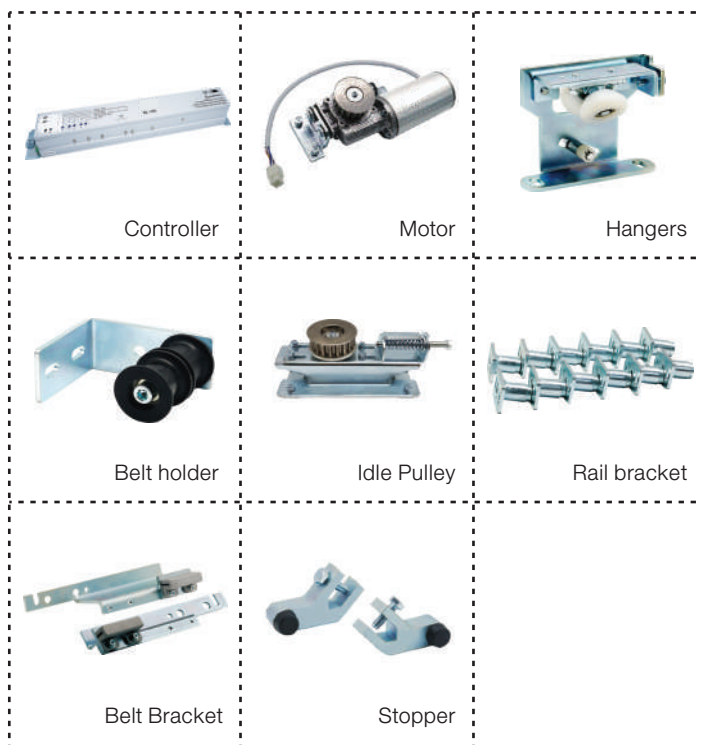 Controller
Motor
Hangers
Belt holder
Idle Pulley
Rail bracket
Belt Bracket
Stopper